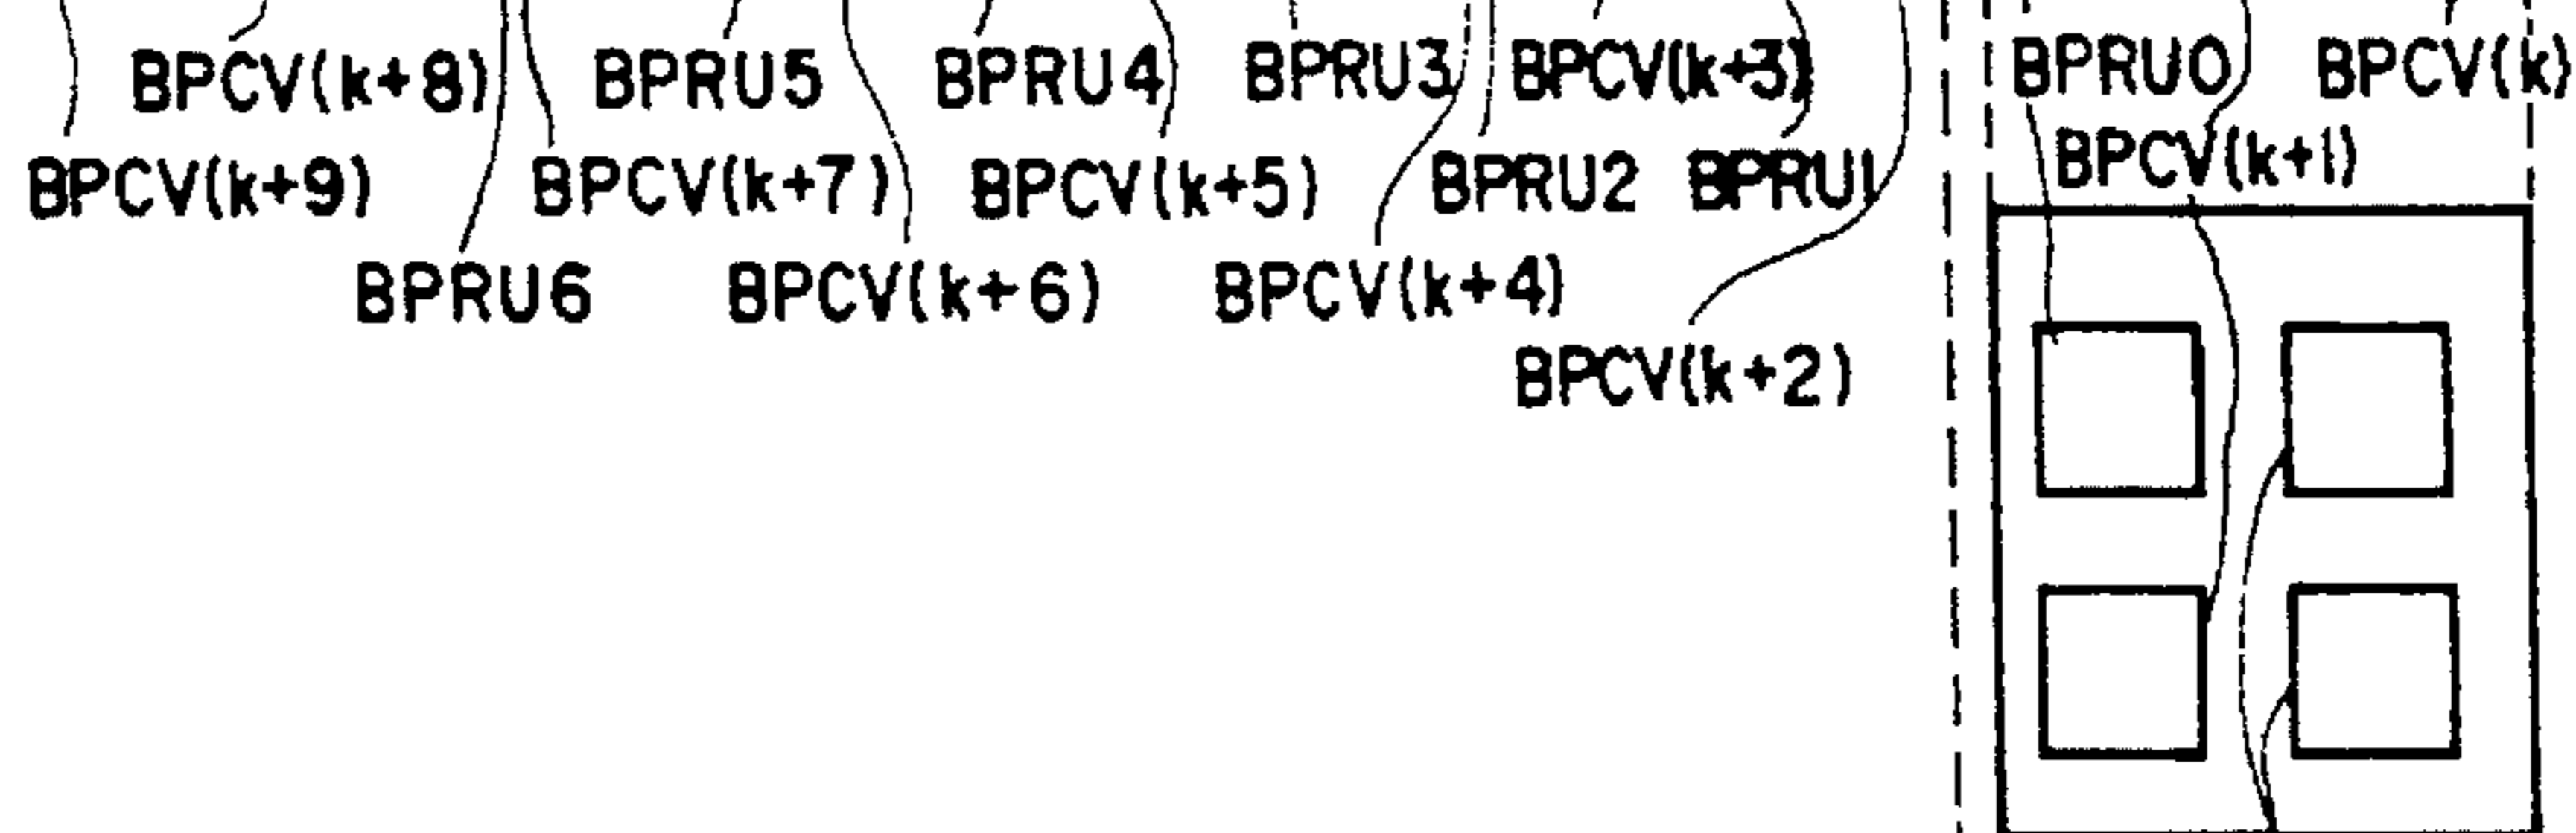 BPCV(k+8) BPRU5 BPRU4 BPRU3 BPCV(k+3) BPRU0 BPCV(k)
BPCV(k+9) BPCV(k+7) BPCV(k+5) BPRU2 BPRU1 BPCV(k+1)
BPRU6 BPCV(k+6) BPCV(k+4)
BPCV(k+2)